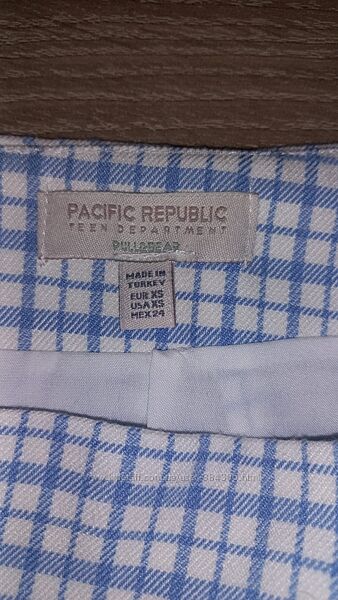 PACIFIC REPUBLIC
TEEN DEPARTMENT
PULL&BEAR
MADE IN
TURKEY
EUR XS
USA XS
MEX 24